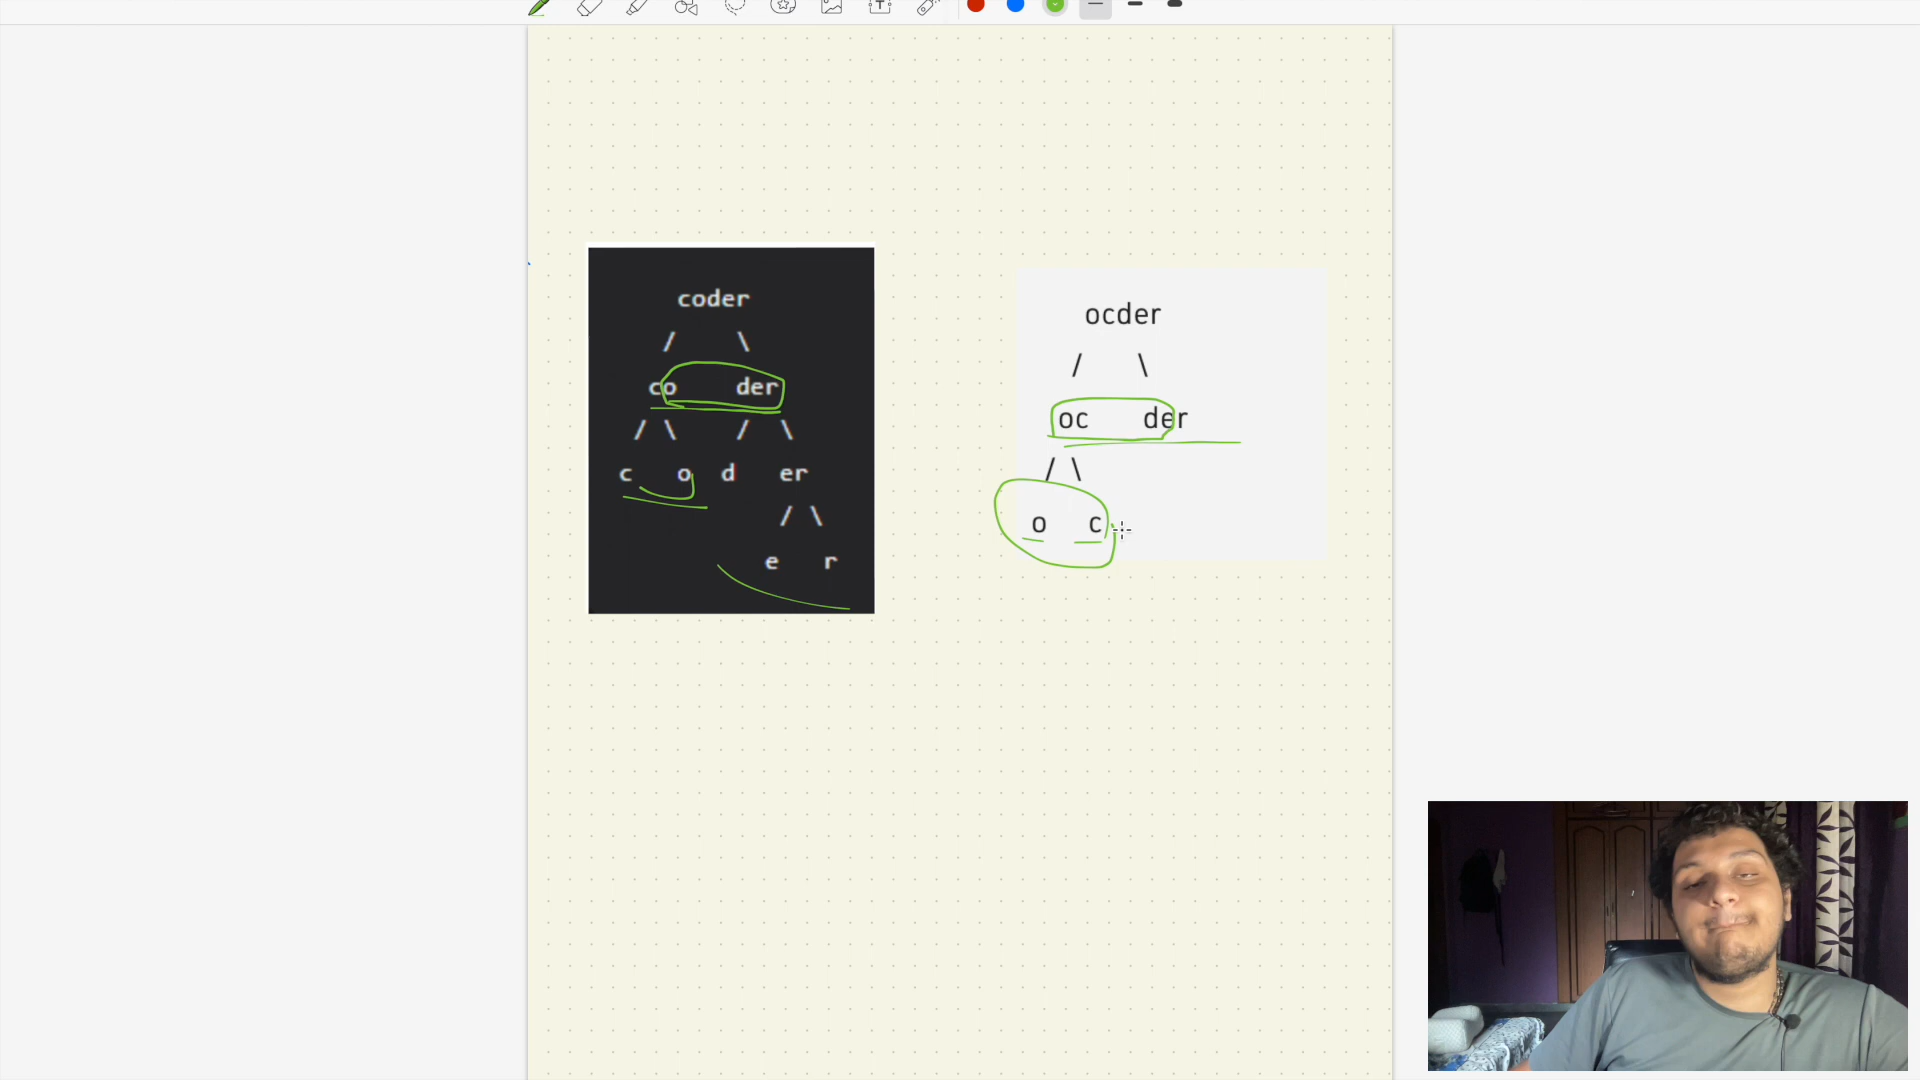 coder
/ \
co der
/ \ / \
c o d er
/ \
e r
ocder
/ \
oc der
/ \
o c